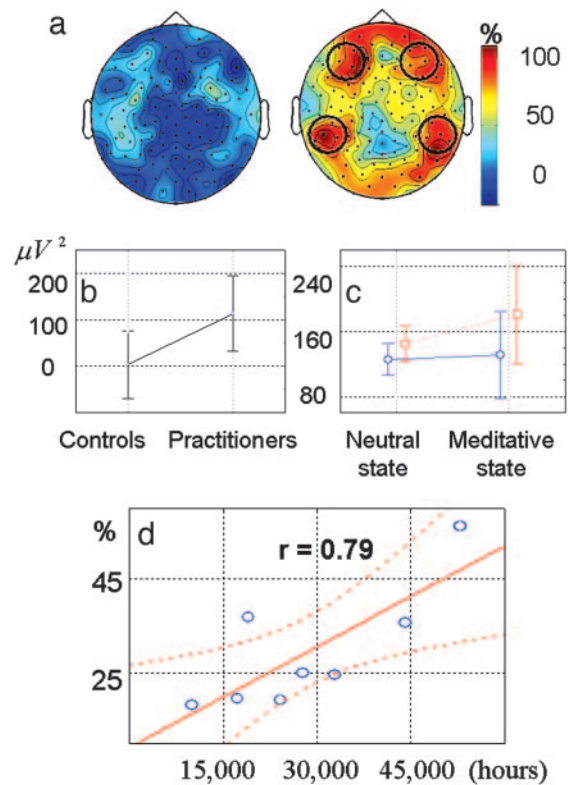 a
%
100
50
0
μV²
b
200
100
0
Controls Practitioners
c
240
160
80
Neutral state
Meditative state
%
d
r = 0.79
45
25
15,000 30,000 45,000 (hours)